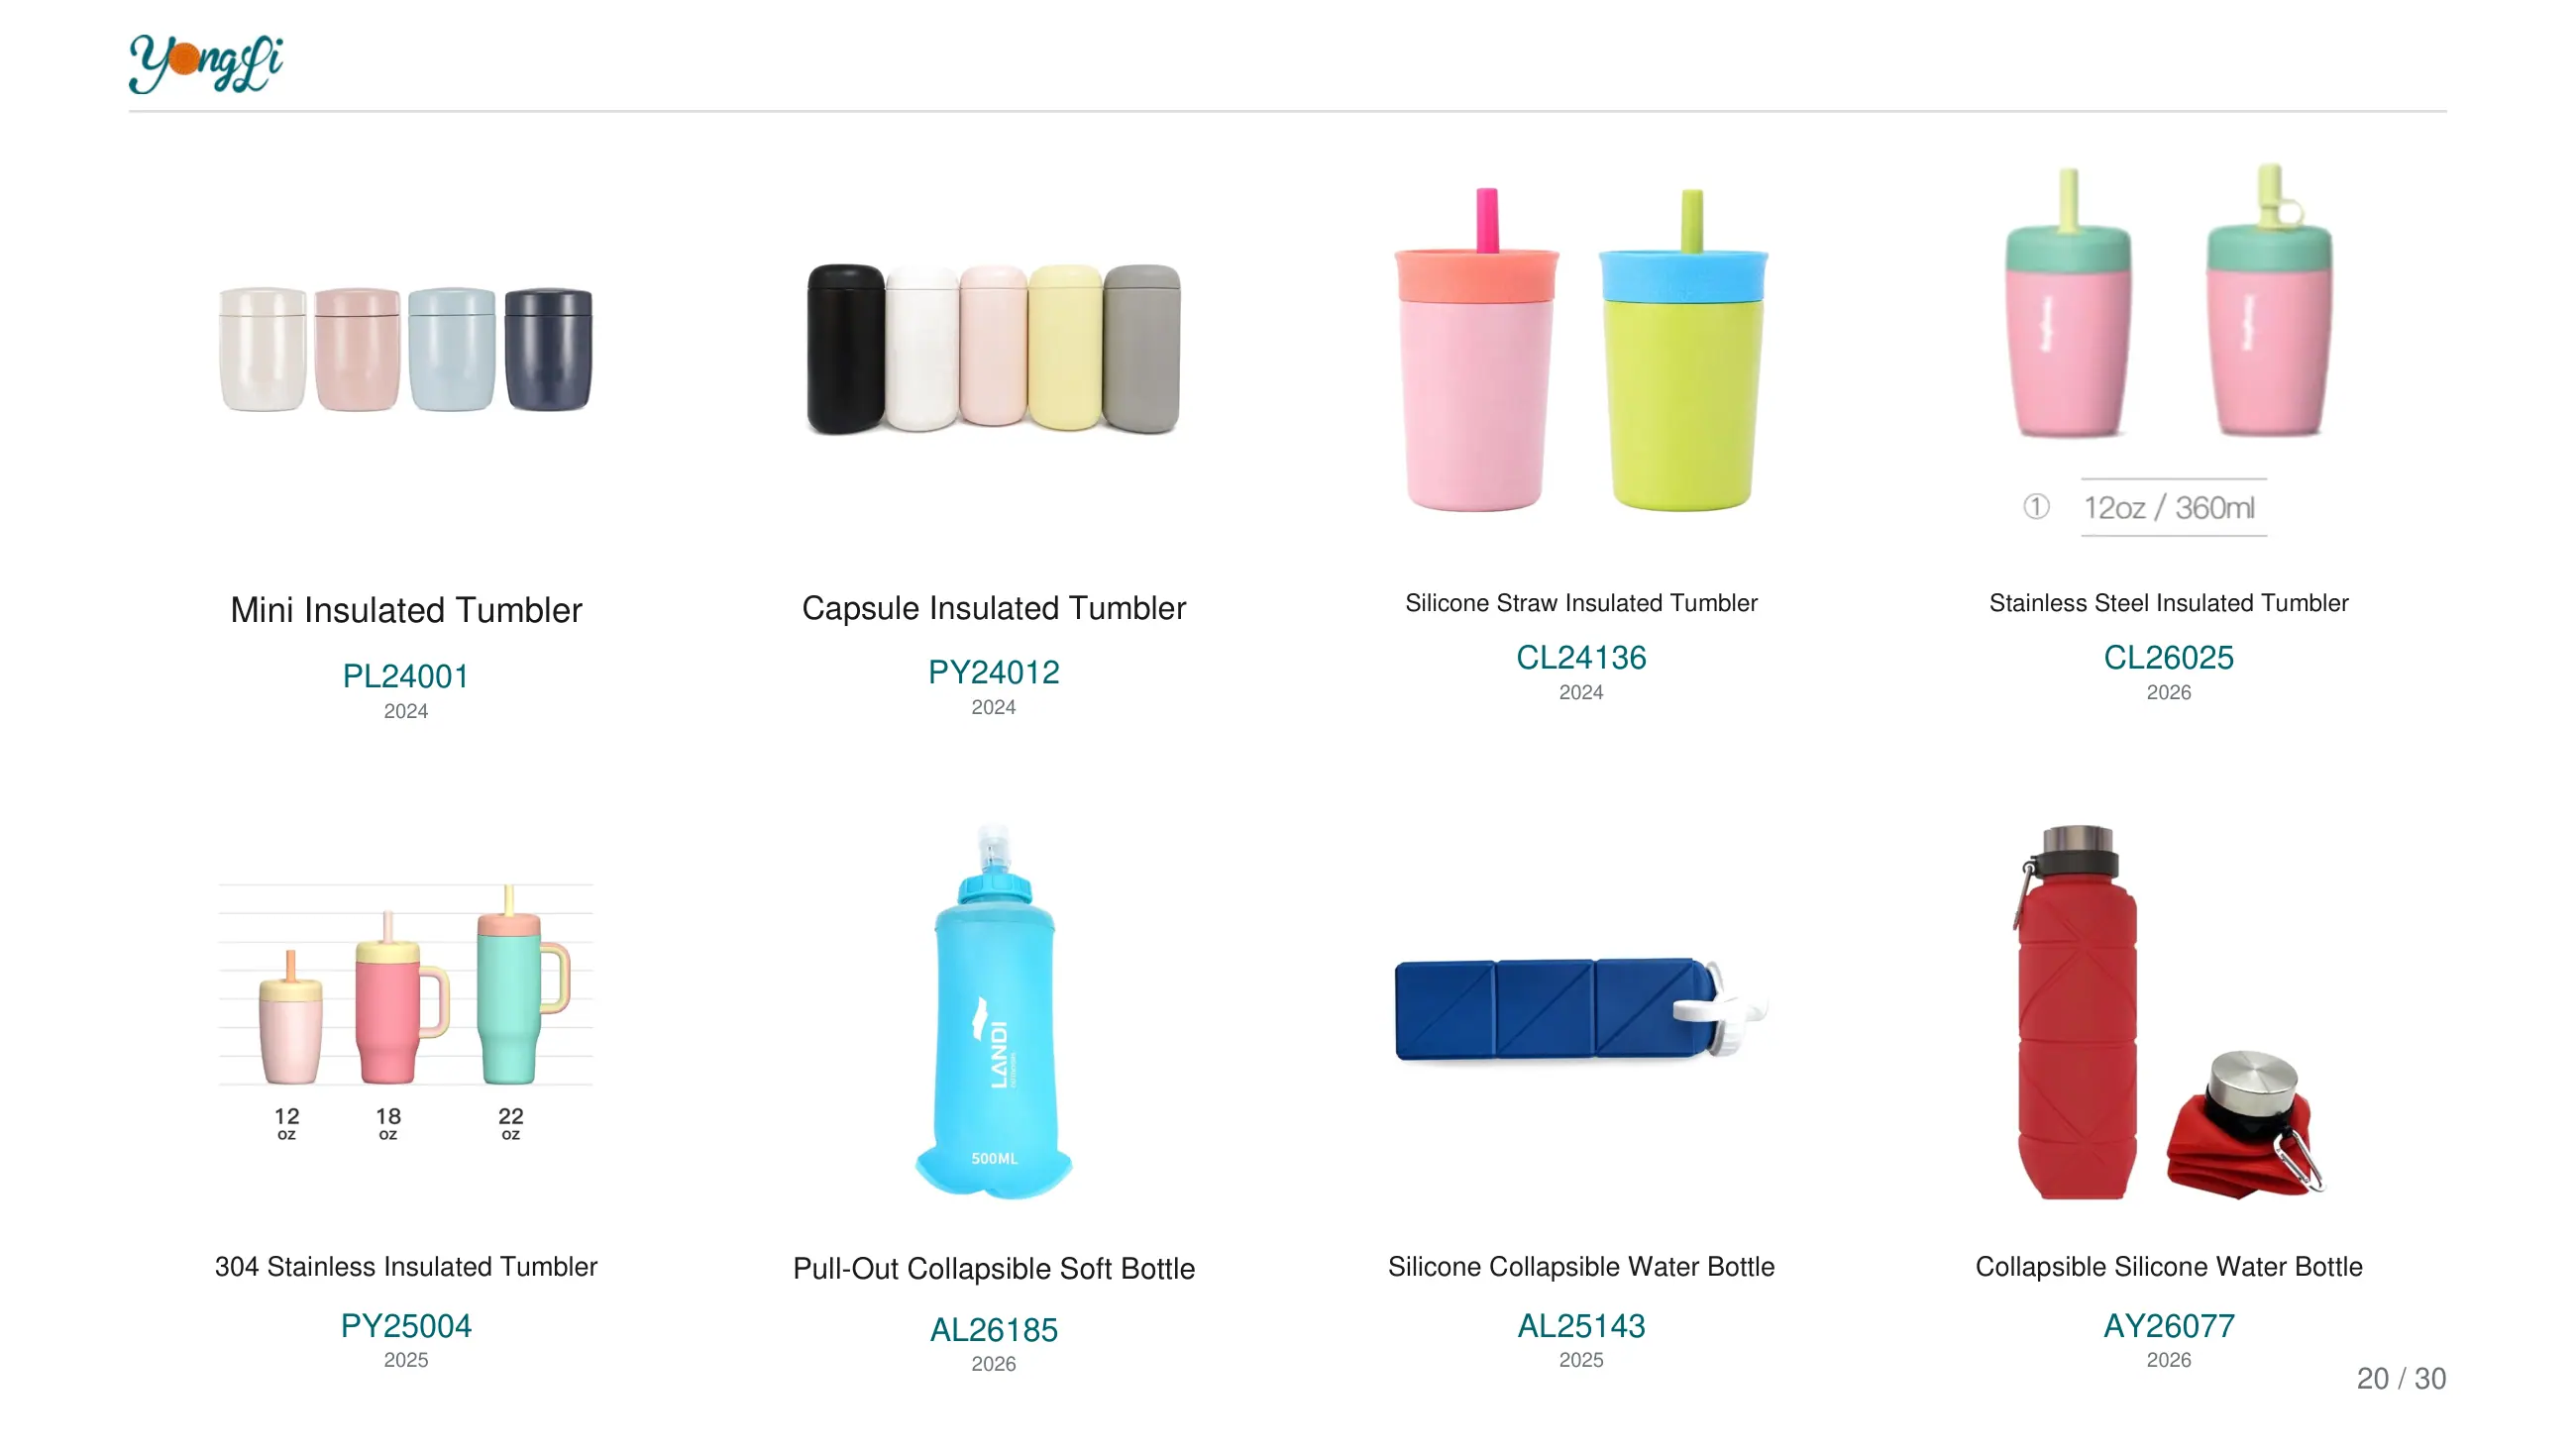 YongLi
① 12oz / 360ml
Mini Insulated Tumbler
PL24001
2024
Capsule Insulated Tumbler
PY24012
2024
Silicone Straw Insulated Tumbler
CL24136
2024
Stainless Steel Insulated Tumbler
CL26025
2026
12
oz
18
oz
22
oz
LANDI
500ML
304 Stainless Insulated Tumbler
PY25004
2025
Pull-Out Collapsible Soft Bottle
AL26185
2026
Silicone Collapsible Water Bottle
AL25143
2025
Collapsible Silicone Water Bottle
AY26077
2026
20 / 30